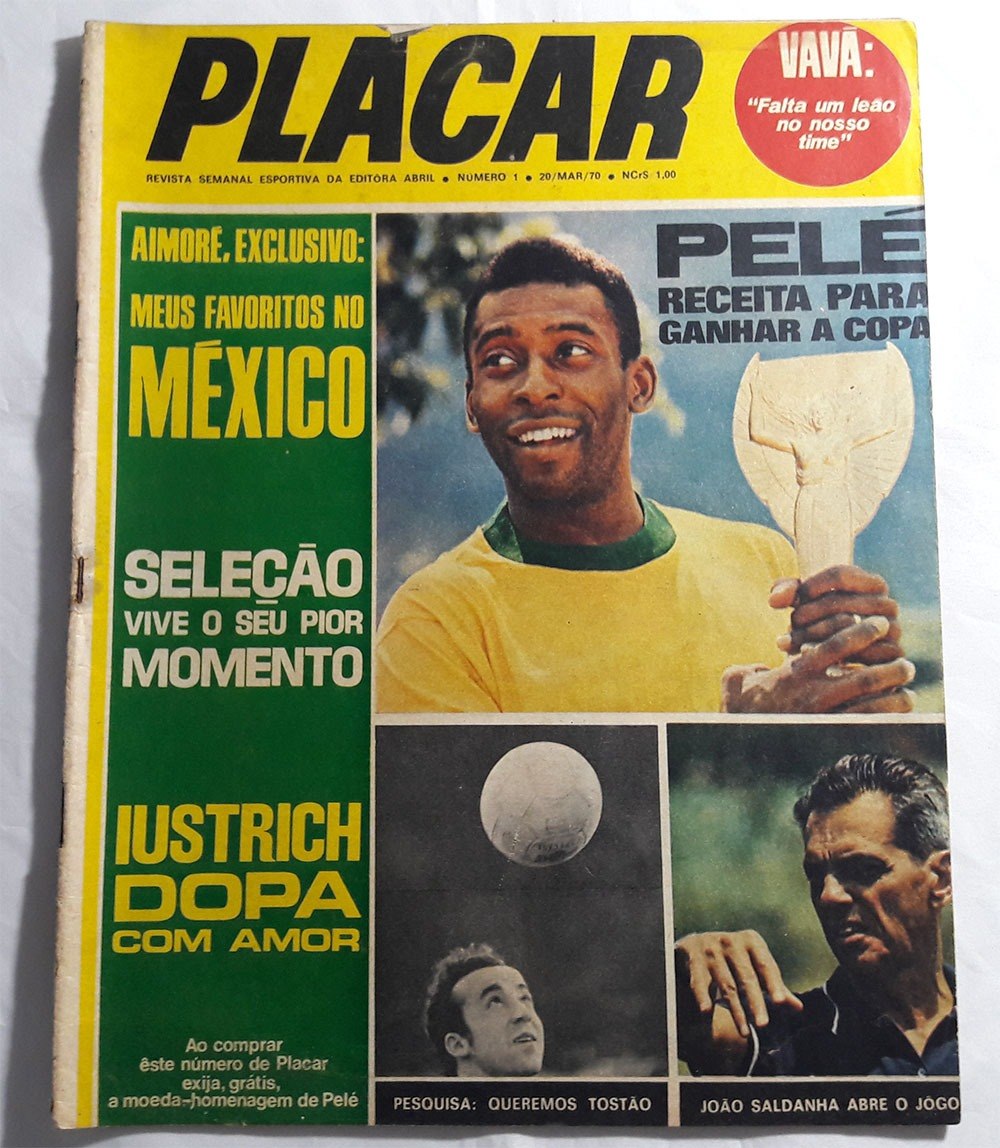 PLACAR
VAVÁ:
"Falta um leão
no nosso
time"
REVISTA SEMANAL ESPORTIVA DA EDITÔRA ABRIL • NÚMERO 1 • 20/MAR/70 • NCr$ 1,00
AIMORÉ, EXCLUSIVO:
MEUS FAVORITOS NO
MÉXICO
PELÉ
RECEITA PARA
GANHAR A COPA
SELEÇÃO
VIVE O SEU PIOR
MOMENTO
IUSTRICH
DOPA
COM AMOR
Ao comprar
êste número de Placar
exija, grátis,
a moeda-homenagem de Pelé
PESQUISA: QUEREMOS TOSTÃO
JOÃO SALDANHA ABRE O JÔGO